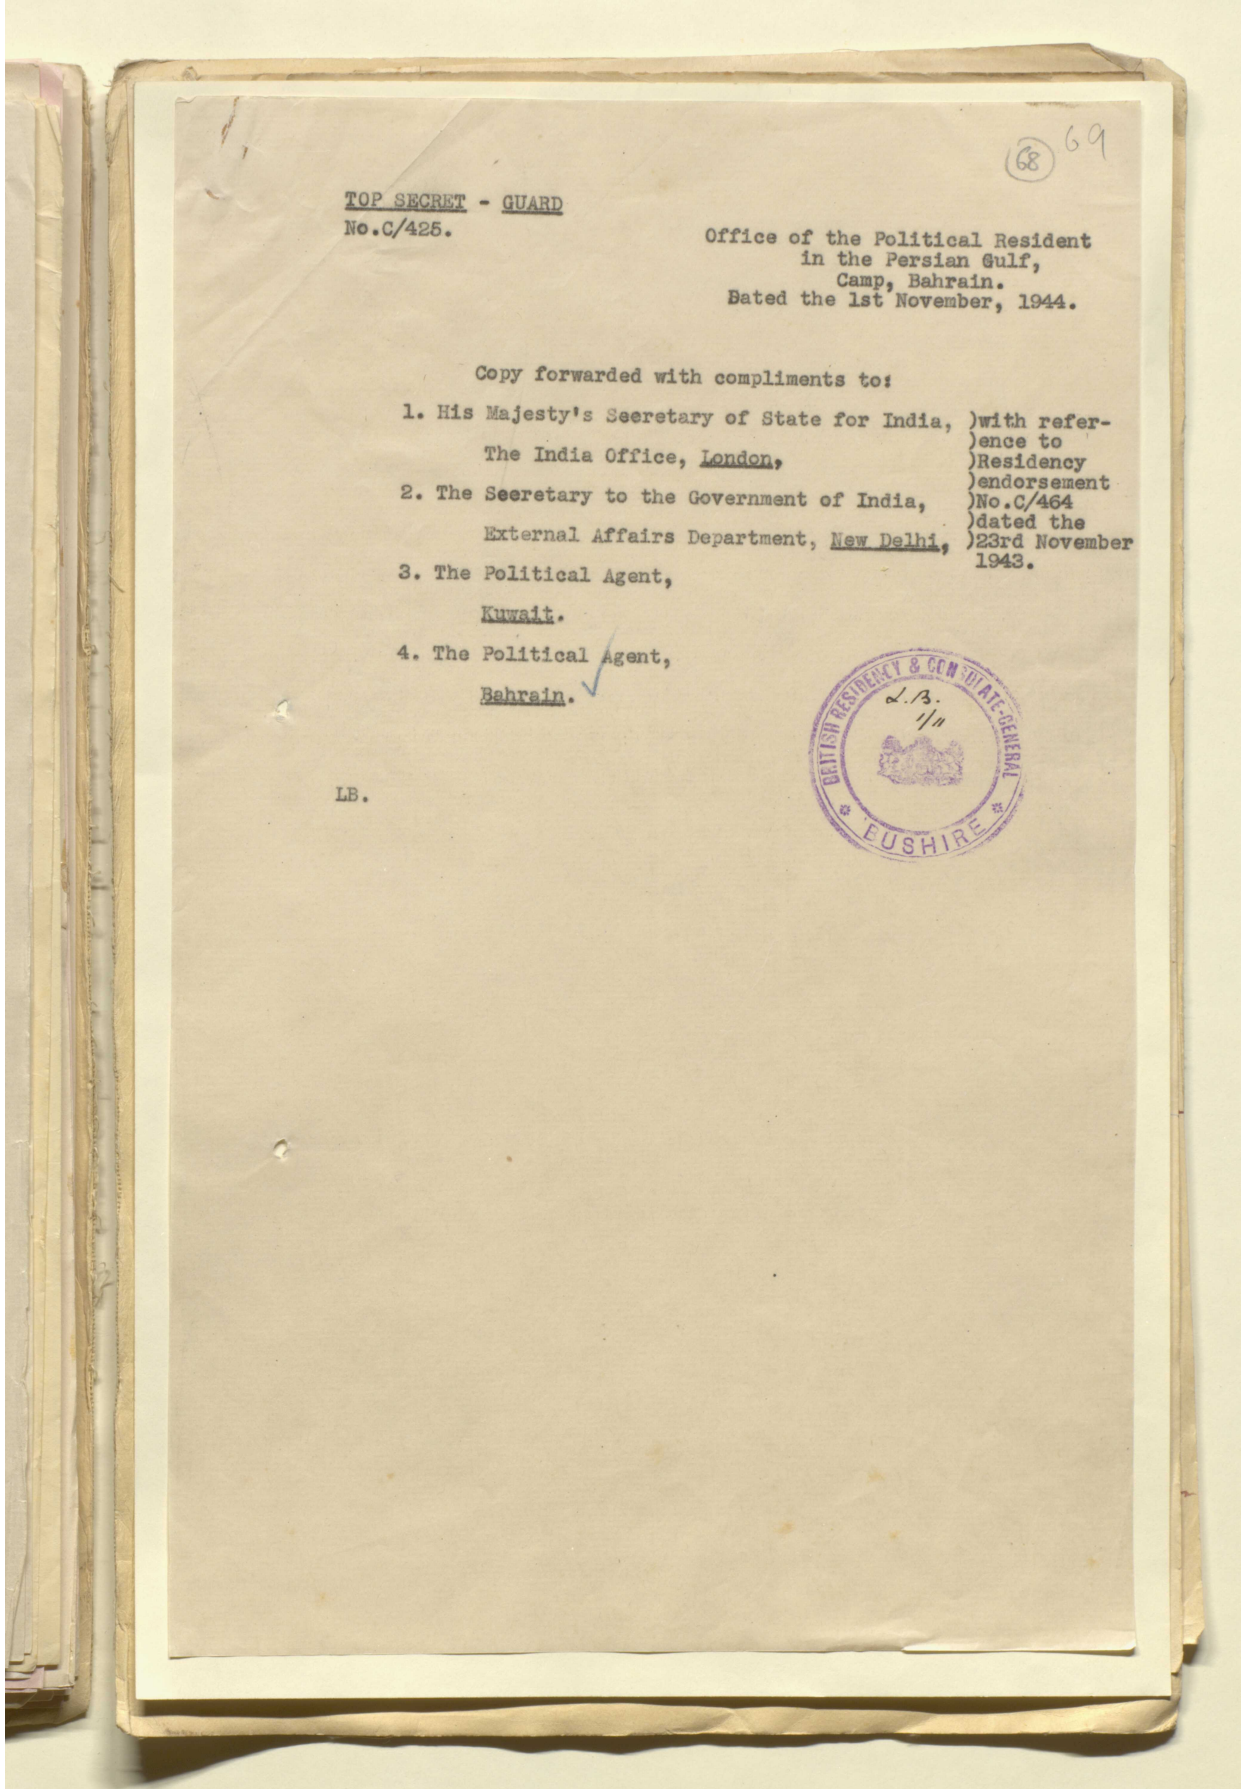 68 69
TOP SECRET - GUARD
No.C/425.
Office of the Political Resident
in the Persian Gulf,
Camp, Bahrain.
Dated the 1st November, 1944.
Copy forwarded with compliments to:
1. His Majesty's Secretary of State for India, )with refer-
)ence to
The India Office, London, )Residency
)endorsement
2. The Secretary to the Government of India, )No.C/464
)dated the
External Affairs Department, New Delhi, )23rd November
1943.
3. The Political Agent,
Kuwait.
4. The Political Agent,
Bahrain.
BRITISH RESIDENCY & CONSULATE-GENERAL
L.B.
1/11
BUSHIRE
LB.